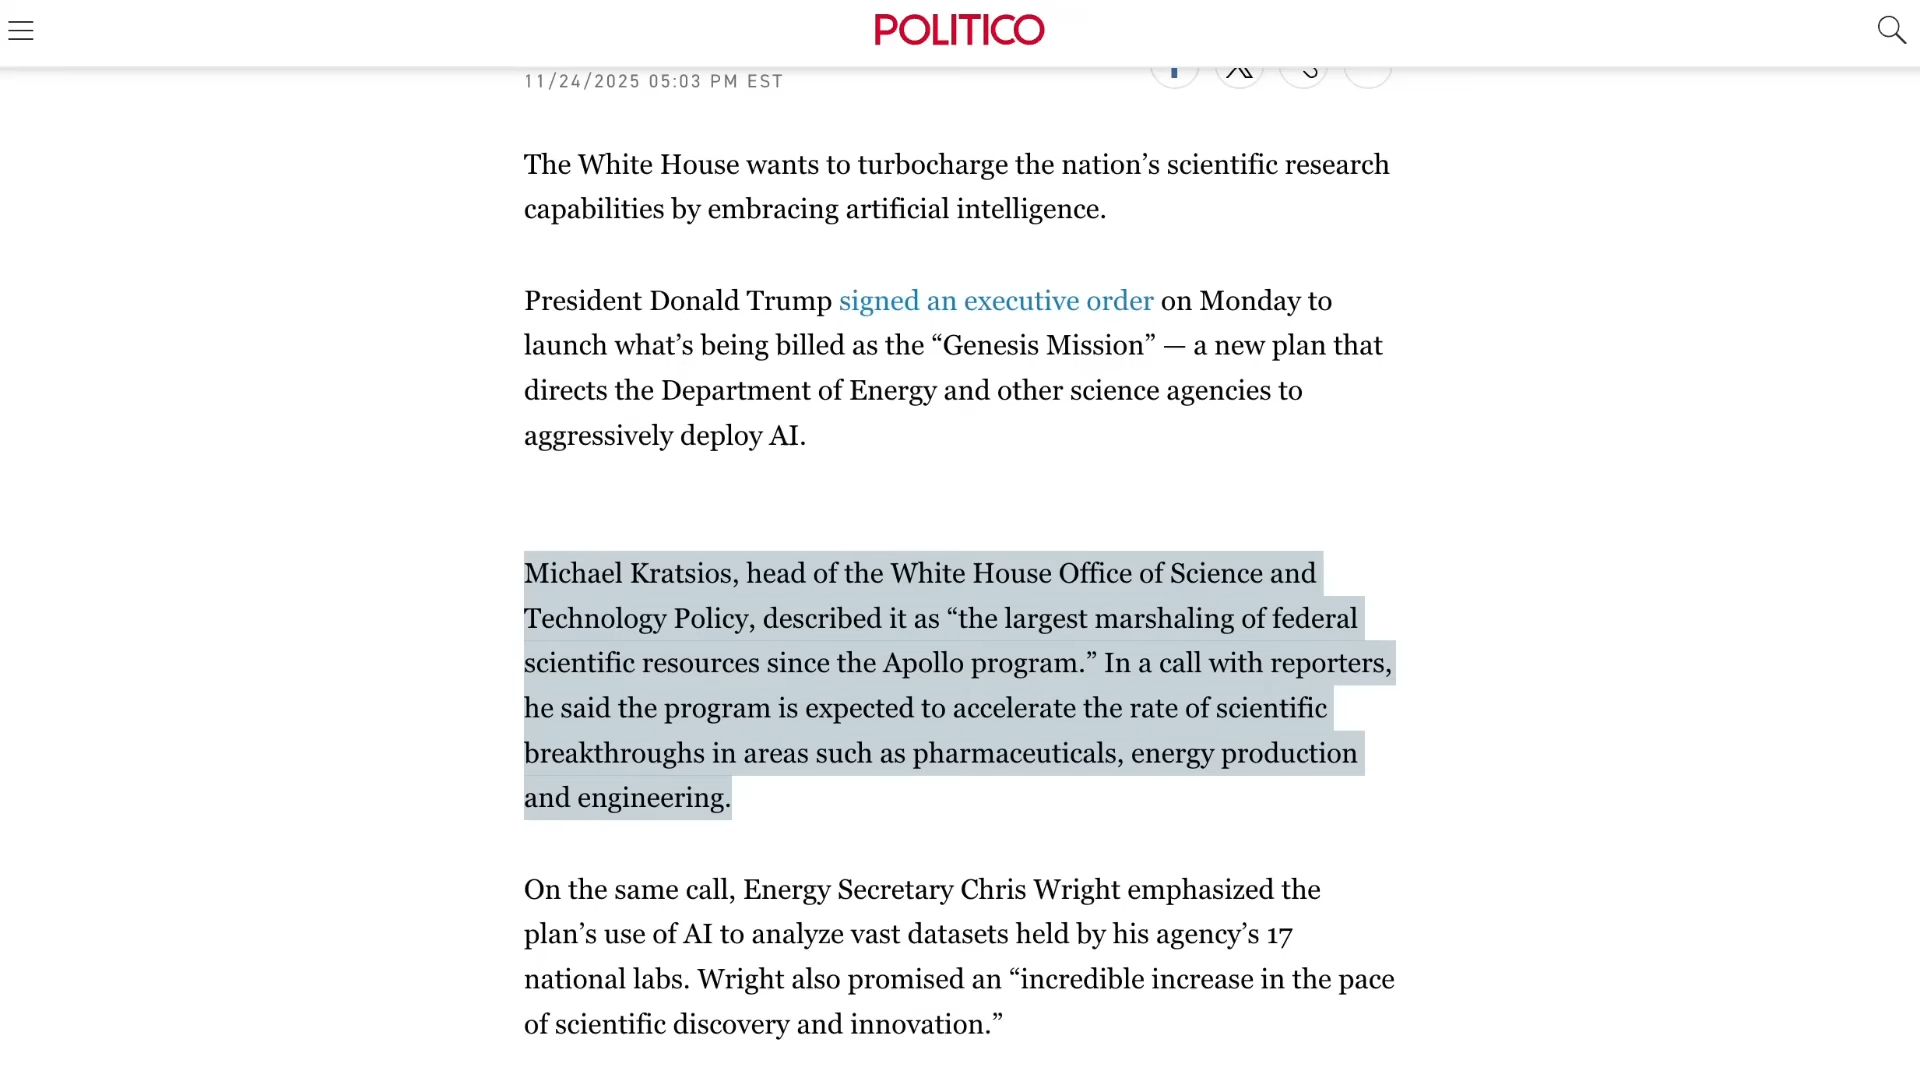 POLITICO
11/24/2025 05:03 PM EST
The White House wants to turbocharge the nation’s scientific research
capabilities by embracing artificial intelligence.
President Donald Trump signed an executive order on Monday to
launch what’s being billed as the “Genesis Mission” — a new plan that
directs the Department of Energy and other science agencies to
aggressively deploy AI.
Michael Kratsios, head of the White House Office of Science and
Technology Policy, described it as “the largest marshaling of federal
scientific resources since the Apollo program.” In a call with reporters,
he said the program is expected to accelerate the rate of scientific
breakthroughs in areas such as pharmaceuticals, energy production
and engineering.
On the same call, Energy Secretary Chris Wright emphasized the
plan’s use of AI to analyze vast datasets held by his agency’s 17
national labs. Wright also promised an “incredible increase in the pace
of scientific discovery and innovation.”